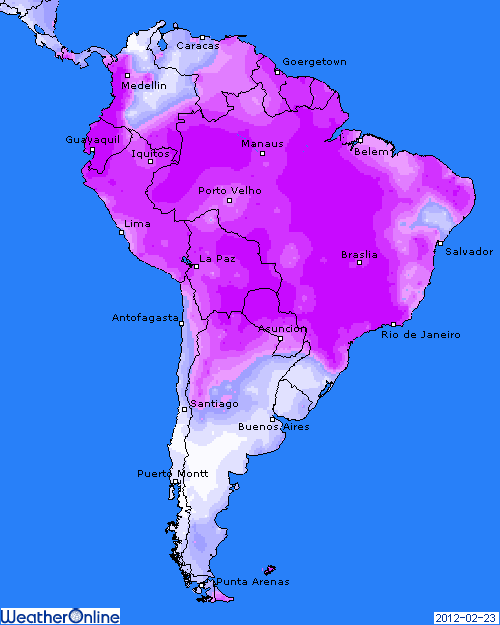 Caracas
Goergetown
Medellin
Guayaquil
Iquitos
Manaus
Belem
Porto Velho
Lima
Salvador
La Paz
Braslia
Antofagasta
Asuncion
Rio de Janeiro
Santiago
Buenos Aires
Puerto Montt
Punta Arenas
WeatherOnline
2012-02-23